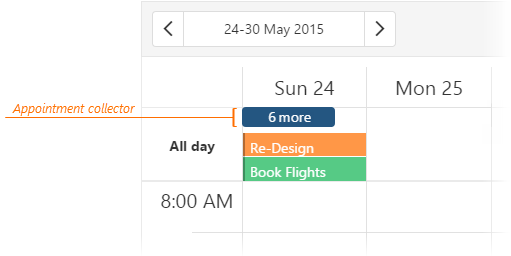 24-30 May 2015
Sun 24
Mon 25
Appointment collector
6 more
All day
Re-Design
Book Flights
8:00 AM